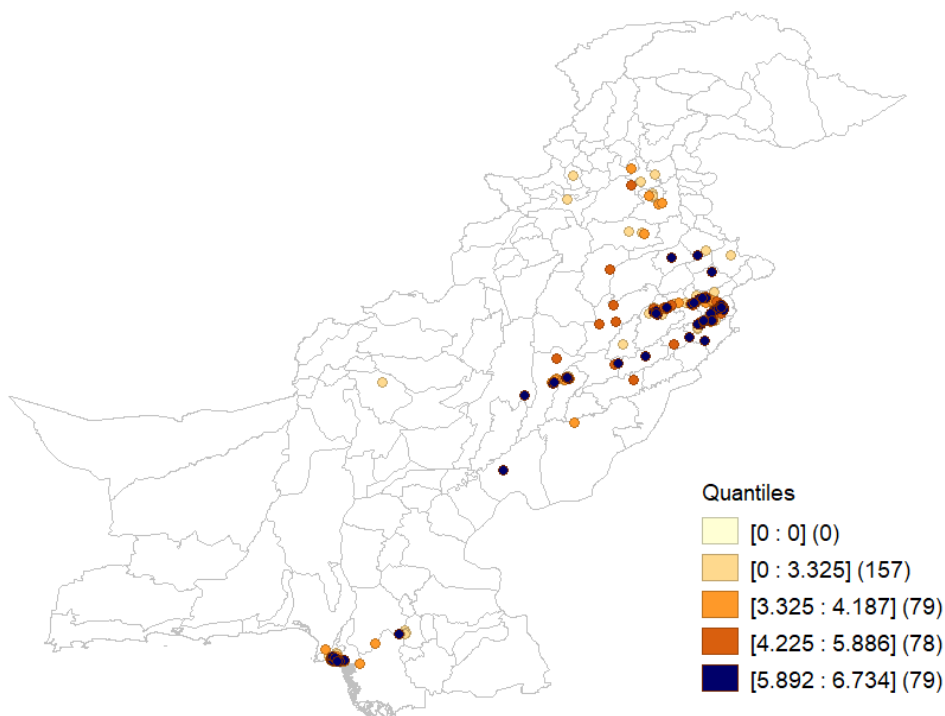 Quantiles
[0 : 0] (0)
[0 : 3.325] (157)
[3.325 : 4.187] (79)
[4.225 : 5.886] (78)
[5.892 : 6.734] (79)